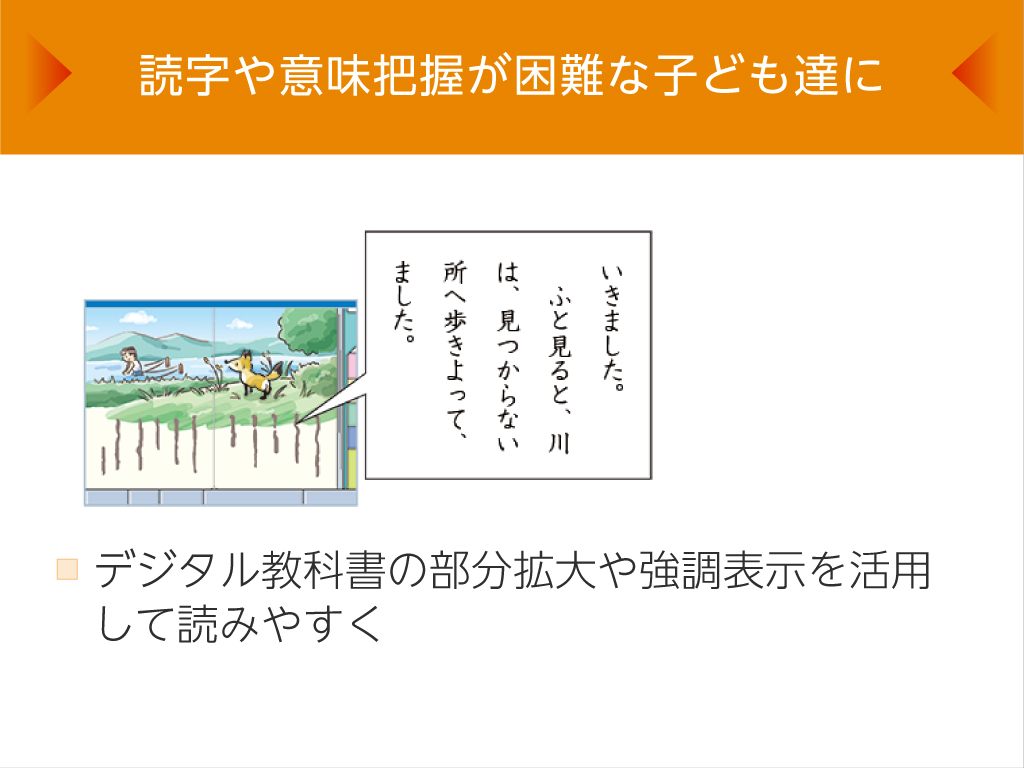 読字や意味把握が困難な子ども達に
いきました。
ふと見ると、川
は、見つからない
所へ歩きよって、
ました。
デジタル教科書の部分拡大や強調表示を活用
して読みやすく